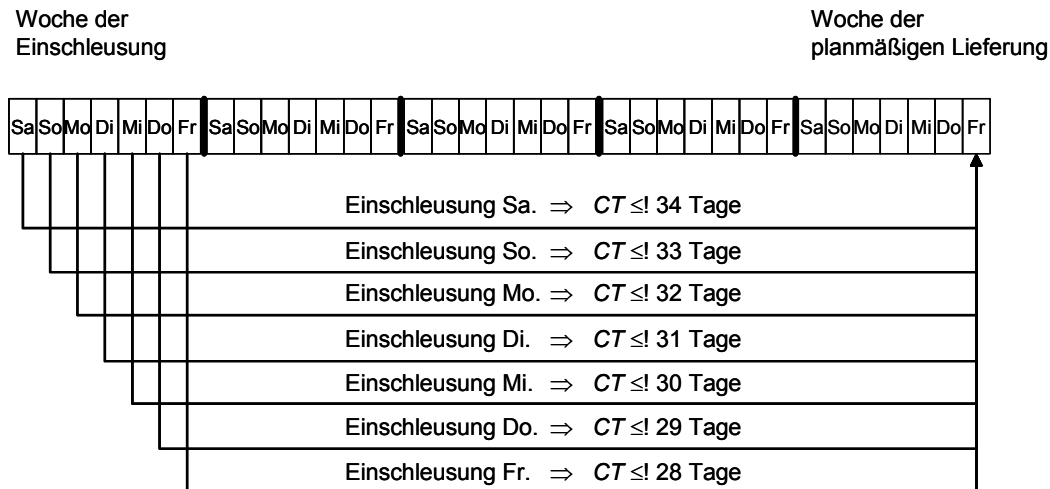 Woche der
Einschleusung
Woche der
planmäßigen Lieferung
Sa So Mo Di Mi Do Fr Sa So Mo Di Mi Do Fr Sa So Mo Di Mi Do Fr Sa So Mo Di Mi Do Fr Sa So Mo Di Mi Do Fr
Einschleusung Sa. ⇒ CT ≤! 34 Tage
Einschleusung So. ⇒ CT ≤! 33 Tage
Einschleusung Mo. ⇒ CT ≤! 32 Tage
Einschleusung Di. ⇒ CT ≤! 31 Tage
Einschleusung Mi. ⇒ CT ≤! 30 Tage
Einschleusung Do. ⇒ CT ≤! 29 Tage
Einschleusung Fr. ⇒ CT ≤! 28 Tage